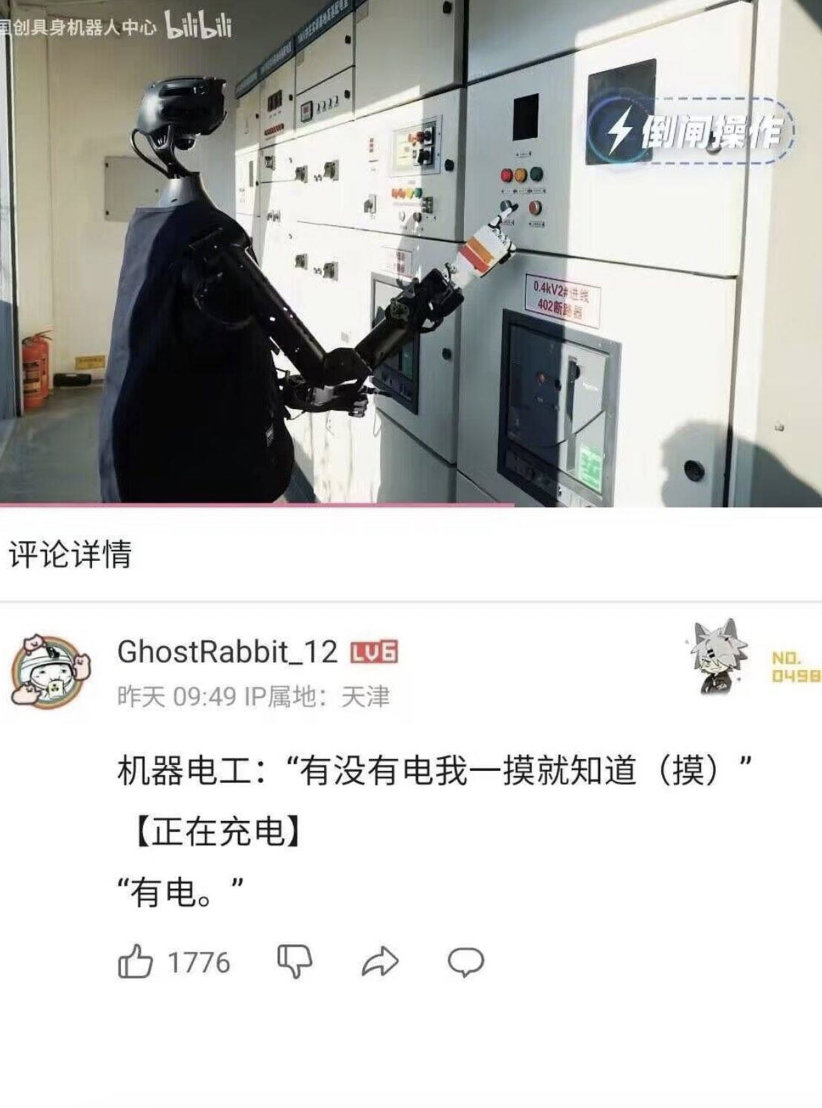 国创具身机器人中心 bilibili
倒闸操作
0.4kV2#进线
402断路器
评论详情
GhostRabbit_12 LV6
昨天 09:49 IP属地：天津
NO.
0498
机器电工：“有没有电我一摸就知道（摸）”
【正在充电】
“有电。”
1776